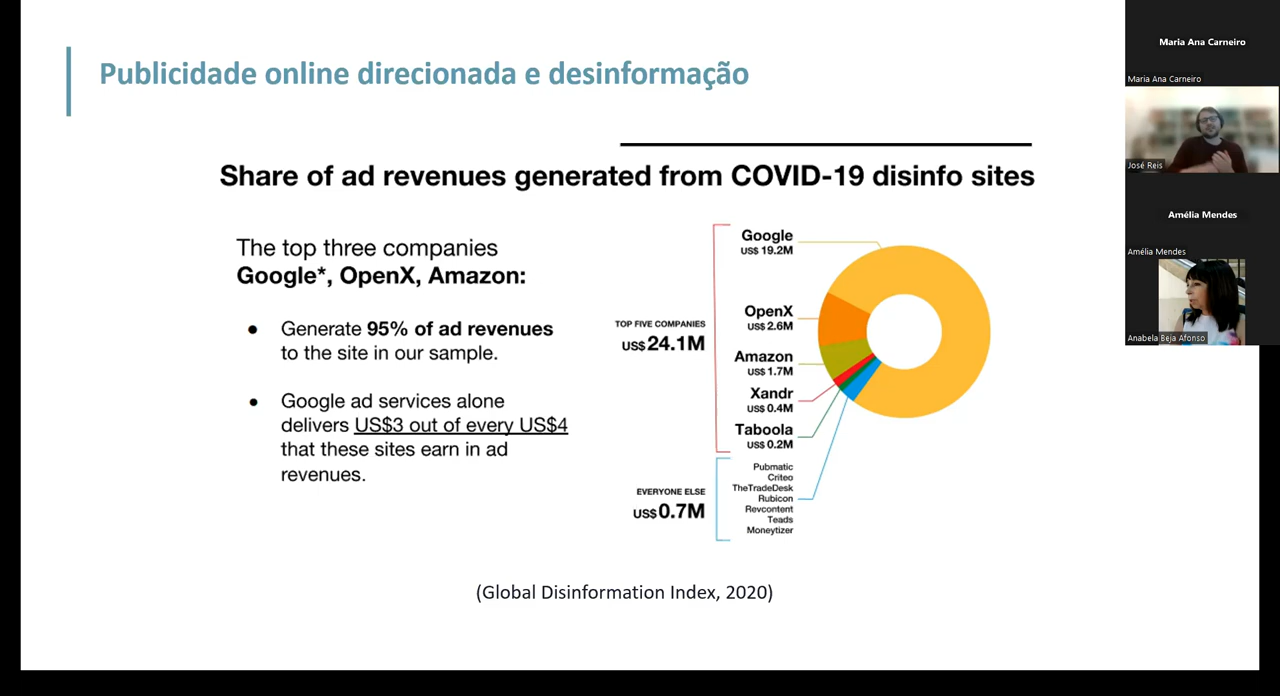 Publicidade online direcionada e desinformação
Share of ad revenues generated from COVID-19 disinfo sites
The top three companies
Google*, OpenX, Amazon:
● Generate 95% of ad revenues
to the site in our sample.
● Google ad services alone
delivers US$3 out of every US$4
that these sites earn in ad
revenues.
TOP FIVE COMPANIES
US$24.1M
Google
US$ 19.2M
OpenX
US$ 2.6M
Amazon
US$ 1.7M
Xandr
US$ 0.4M
Taboola
US$ 0.2M
EVERYONE ELSE
US$0.7M
Pubmatic
Criteo
TheTradeDesk
Rubicon
Revcontent
Teads
Moneytizer
(Global Disinformation Index, 2020)
Maria Ana Carneiro
Maria Ana Carneiro
José Reis
Amélia Mendes
Amélia Mendes
Anabela Beja Afonso